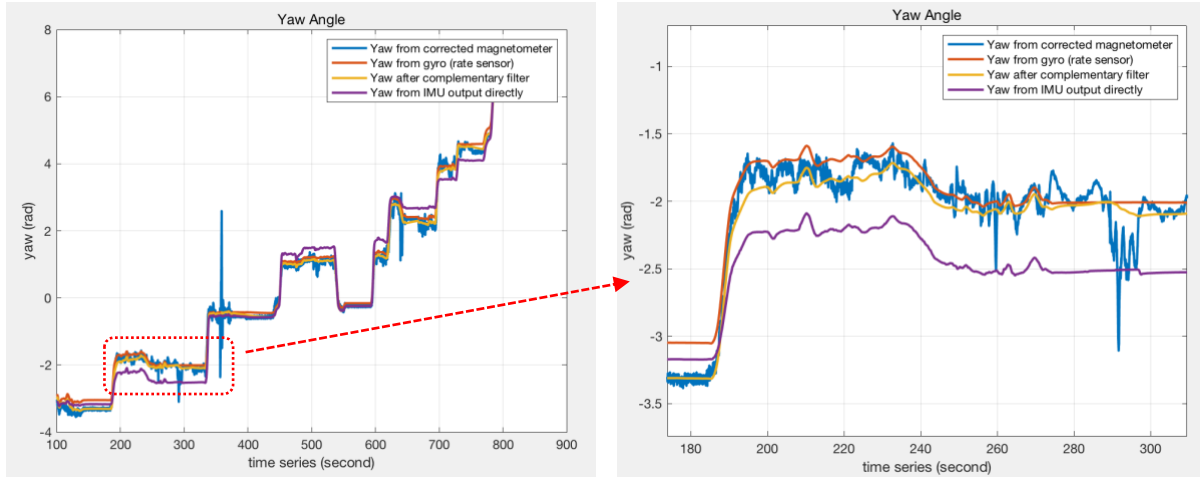 Yaw Angle
8
6
4
2
0
-2
-4
yaw (rad)
Yaw from corrected magnetometer
Yaw from gyro (rate sensor)
Yaw after complementary filter
Yaw from IMU output directly
100 200 300 400 500 600 700 800 900
time series (second)
Yaw Angle
-1
-1.5
-2
-2.5
-3
-3.5
yaw (rad)
Yaw from corrected magnetometer
Yaw from gyro (rate sensor)
Yaw after complementary filter
Yaw from IMU output directly
180 200 220 240 260 280 300
time series (second)